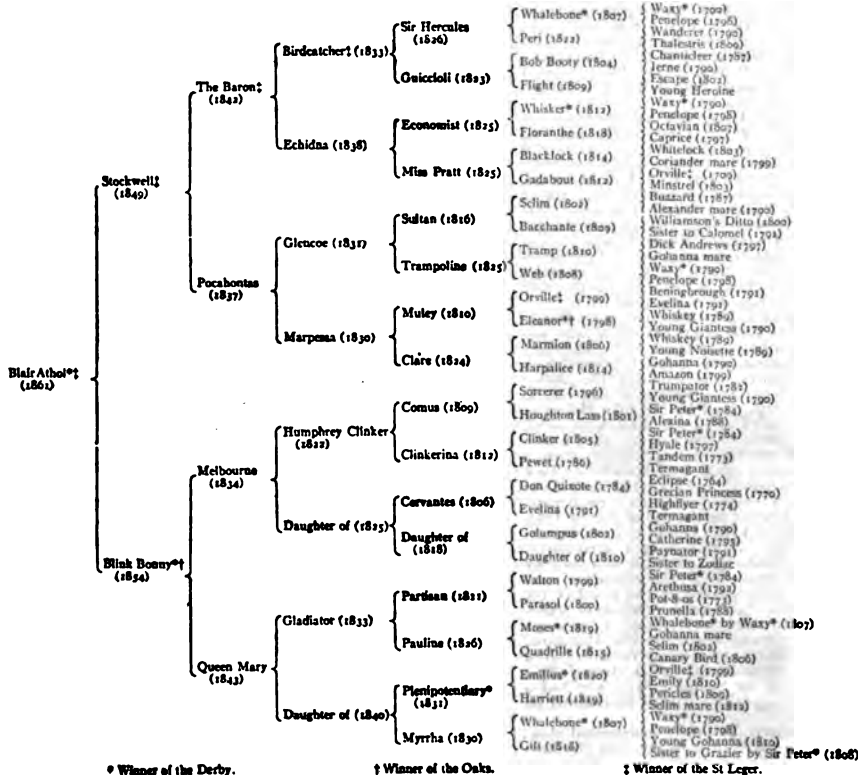 Blair Athol*‡
(1861)
Stockwell‡
(1849)
Blink Bonny*†
(1854)
The Baron‡
(1842)
Pocahontas
(1837)
Melbourne
(1834)
Queen Mary
(1843)
Birdcatcher‡ (1833)
Echidna (1838)
Glencoe (1831)
Marpessa (1830)
Humphrey Clinker
(1822)
Daughter of (1825)
Gladiator (1833)
Daughter of (1840)
Sir Hercules
(1826)
Guiccioli (1823)
Economist (1825)
Miss Pratt (1825)
Sultan (1816)
Trampoline (1825)
Muley (1810)
Clare (1824)
Comus (1809)
Clinkerina (1812)
Cervantes (1806)
Daughter of
(1818)
Partisan (1811)
Pauline (1826)
Plenipotentiary*
(1831)
Myrrha (1830)
Whalebone* (1807)
Peri (1822)
Bob Booty (1804)
Flight (1809)
Whisker* (1812)
Floranthe (1818)
Blacklock (1814)
Gadabout (1812)
Selim (1802)
Bacchante (1809)
Tramp (1810)
Web (1808)
Orville‡ (1799)
Eleanor*† (1798)
Marmion (1806)
Harpalice (1814)
Sorcerer (1796)
Houghton Lass (1801)
Clinker (1805)
Pewet (1786)
Don Quixote (1784)
Evelina (1791)
Golumpus (1802)
Daughter of (1810)
Walton (1799)
Parasol (1800)
Moses* (1819)
Quadrille (1815)
Emilius* (1820)
Harriett (1819)
Whalebone* (1807)
Gift (1818)
Waxy* (1790)
Penelope (1798)
Wanderer (1790)
Thalestris (1809)
Chanticleer (1787)
Ierne (1790)
Escape (1802)
Young Heroine
Waxy* (1790)
Penelope (1798)
Octavian (1807)
Caprice (1797)
Whitelock (1803)
Coriander mare (1799)
Orville‡ (1799)
Minstrel (1803)
Buzzard (1787)
Alexander mare (1790)
Williamson's Ditto (1800)
Sister to Calomel (1791)
Dick Andrews (1797)
Gohanna mare
Waxy* (1790)
Penelope (1798)
Beningbrough (1791)
Evelina (1791)
Whiskey (1789)
Young Giantess (1790)
Whiskey (1789)
Young Noisette (1789)
Gohanna (1790)
Amazon (1799)
Trumpator (1782)
Young Giantess (1790)
Sir Peter* (1784)
Alexina (1788)
Sir Peter* (1784)
Hyale (1797)
Tandem (1773)
Termagant
Eclipse (1764)
Grecian Princess (1770)
Highflyer (1774)
Termagant
Gohanna (1790)
Catherine (1795)
Paynator (1791)
Sister to Zodiac
Sir Peter* (1784)
Arethusa (1792)
Pot-8-os (1773)
Prunella (1788)
Whalebone* by Waxy* (1807)
Gohanna mare
Selim (1802)
Canary Bird (1806)
Orville‡ (1799)
Emily (1810)
Pericles (1809)
Selim mare (1812)
Waxy* (1790)
Penelope (1798)
Young Gohanna (1810)
Sister to Grazier by Sir Peter* (1808)
* Winner of the Derby. † Winner of the Oaks. ‡ Winner of the St Leger.